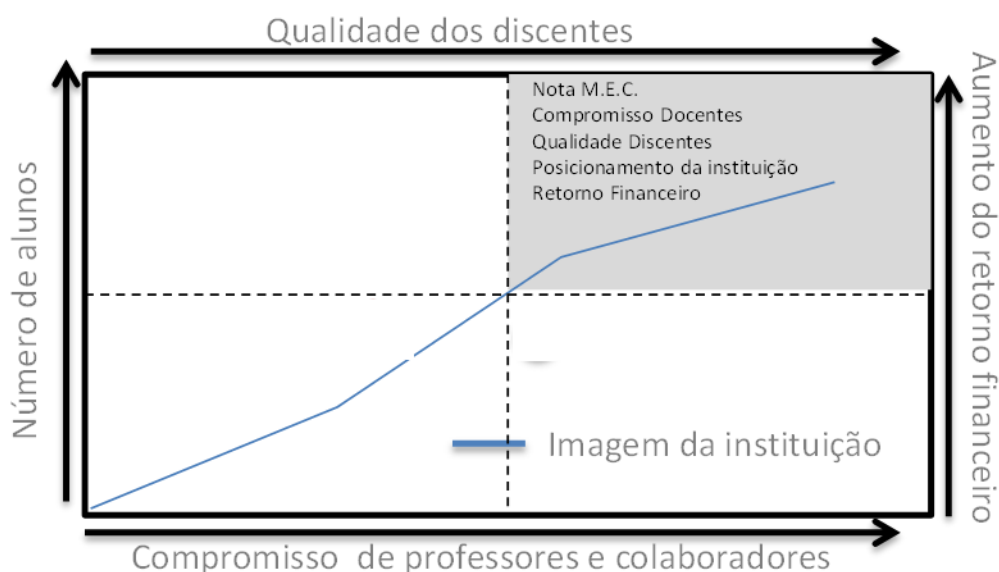 Qualidade dos discentes
Número de alunos
Nota M.E.C.
Compromisso Docentes
Qualidade Discentes
Posicionamento da instituição
Retorno Financeiro
Aumento do retorno financeiro
Imagem da instituição
Compromisso de professores e colaboradores